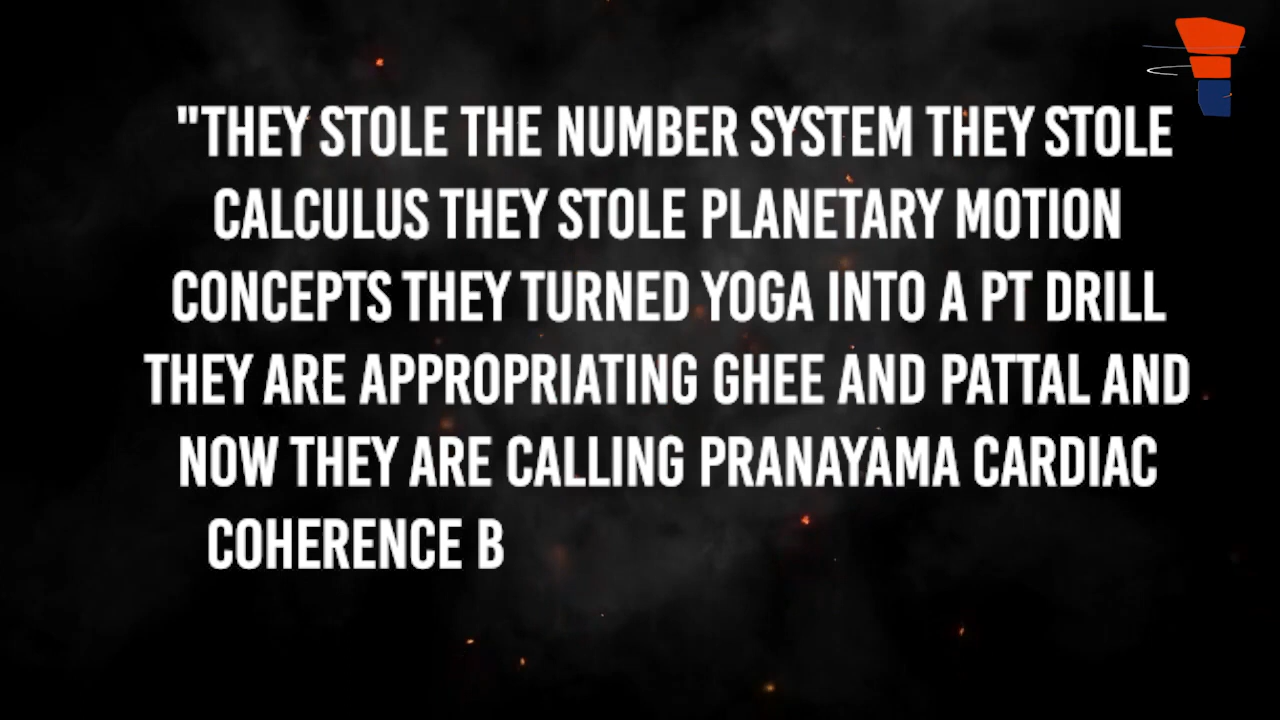 "THEY STOLE THE NUMBER SYSTEM THEY STOLE
CALCULUS THEY STOLE PLANETARY MOTION
CONCEPTS THEY TURNED YOGA INTO A PT DRILL
THEY ARE APPROPRIATING GHEE AND PATTAL AND
NOW THEY ARE CALLING PRANAYAMA CARDIAC
COHERENCE B